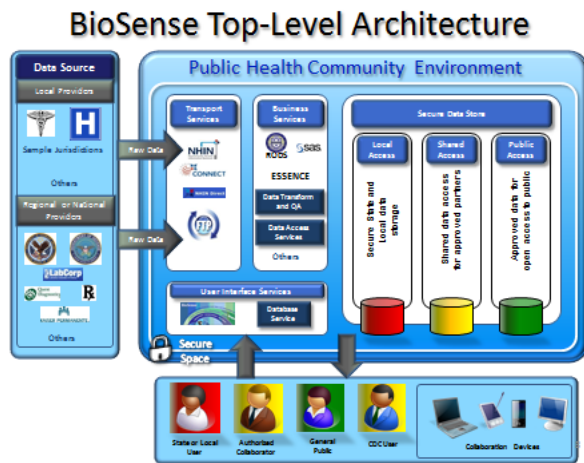 BioSense Top-Level Architecture
Data Source
Local Providers
Sample Jurisdictions
Others
Regional or National
Providers
LabCorp
Others
Raw Data
Raw Data
Public Health Community Environment
Transport
Services
NHIN
CONNECT
NHIN Direct
FTP
Business
Services
RODS
sas
ESSENCE
Data Transform
and QA
Data Access
Services
Others
User Interface Services
Database
Service
Secure Data Store
Local
Access
Shared
Access
Public
Access
Secure State and
Local data
storage
Shared data access
for approved partners
Approved data for
open access to public
Secure
Space
State or Local
User
Authorized
Collaborator
General
Public
CDC User
Collaboration Devices